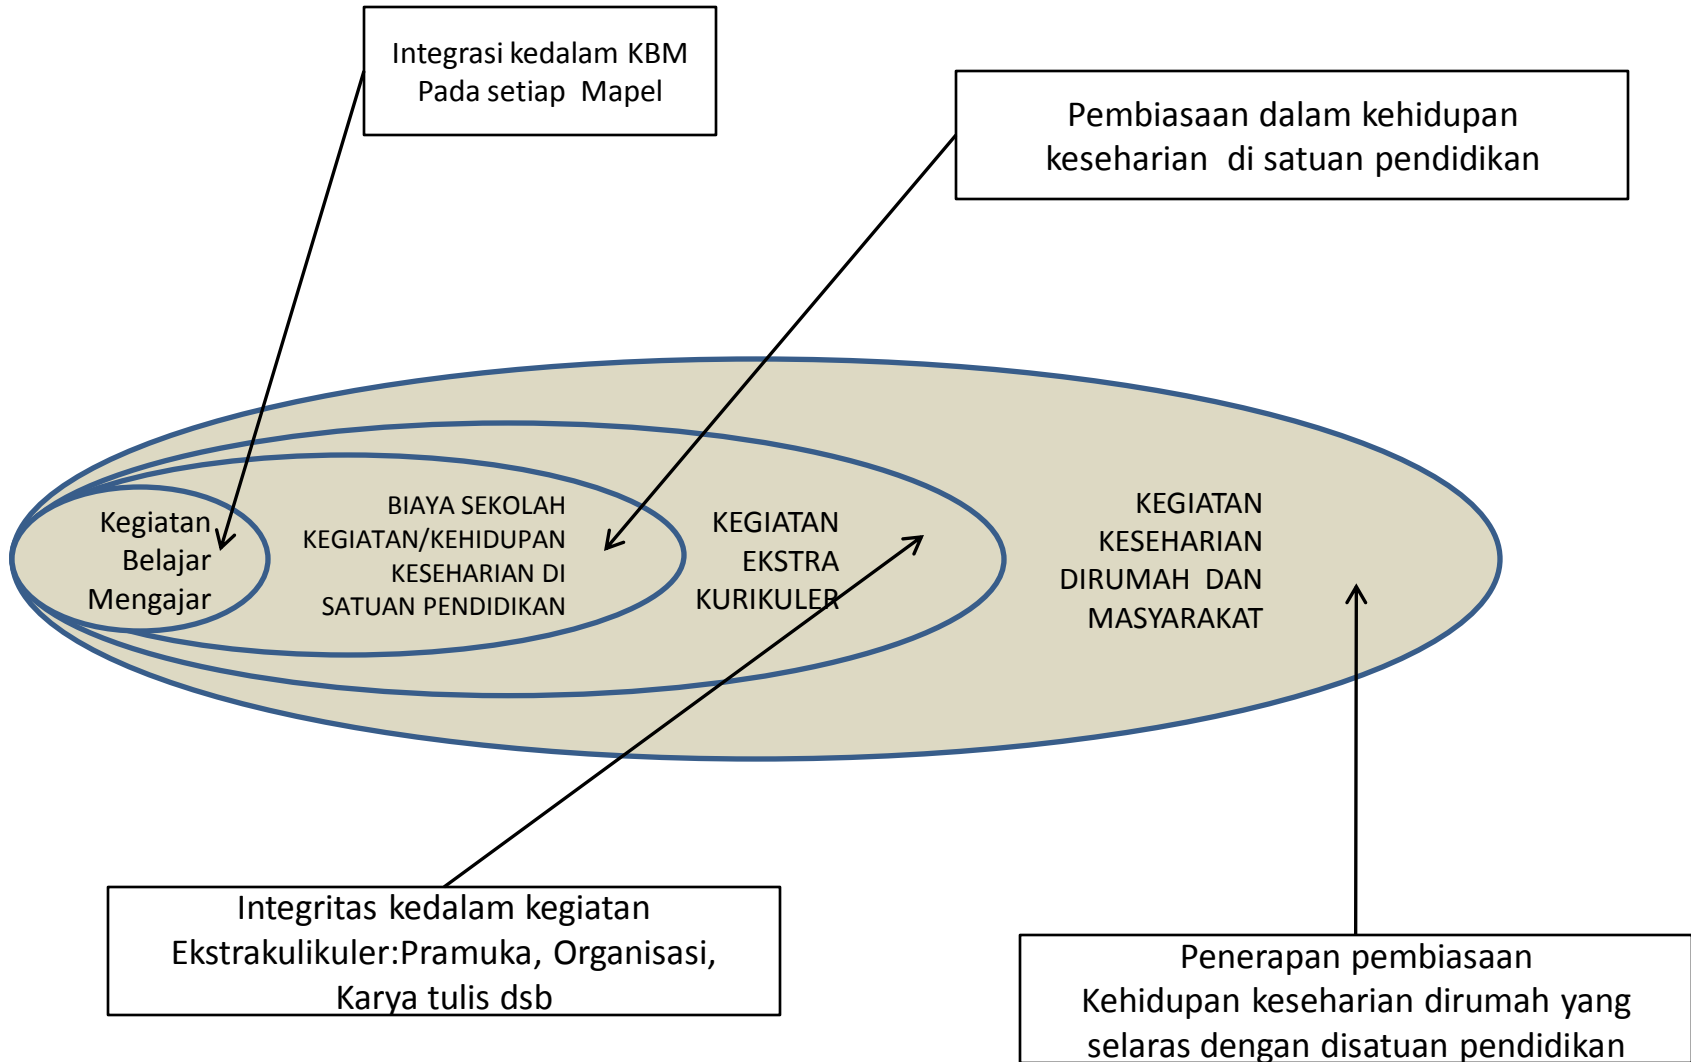 Integrasi kedalam KBM
Pada setiap Mapel
Pembiasaan dalam kehidupan
keseharian di satuan pendidikan
Kegiatan
Belajar
Mengajar
BIAYA SEKOLAH
KEGIATAN/KEHIDUPAN
KESEHARIAN DI
SATUAN PENDIDIKAN
KEGIATAN
EKSTRA
KURIKULER
KEGIATAN
KESEHARIAN
DIRUMAH DAN
MASYARAKAT
Integritas kedalam kegiatan
Ekstrakulikuler:Pramuka, Organisasi,
Karya tulis dsb
Penerapan pembiasaan
Kehidupan keseharian dirumah yang
selaras dengan disatuan pendidikan